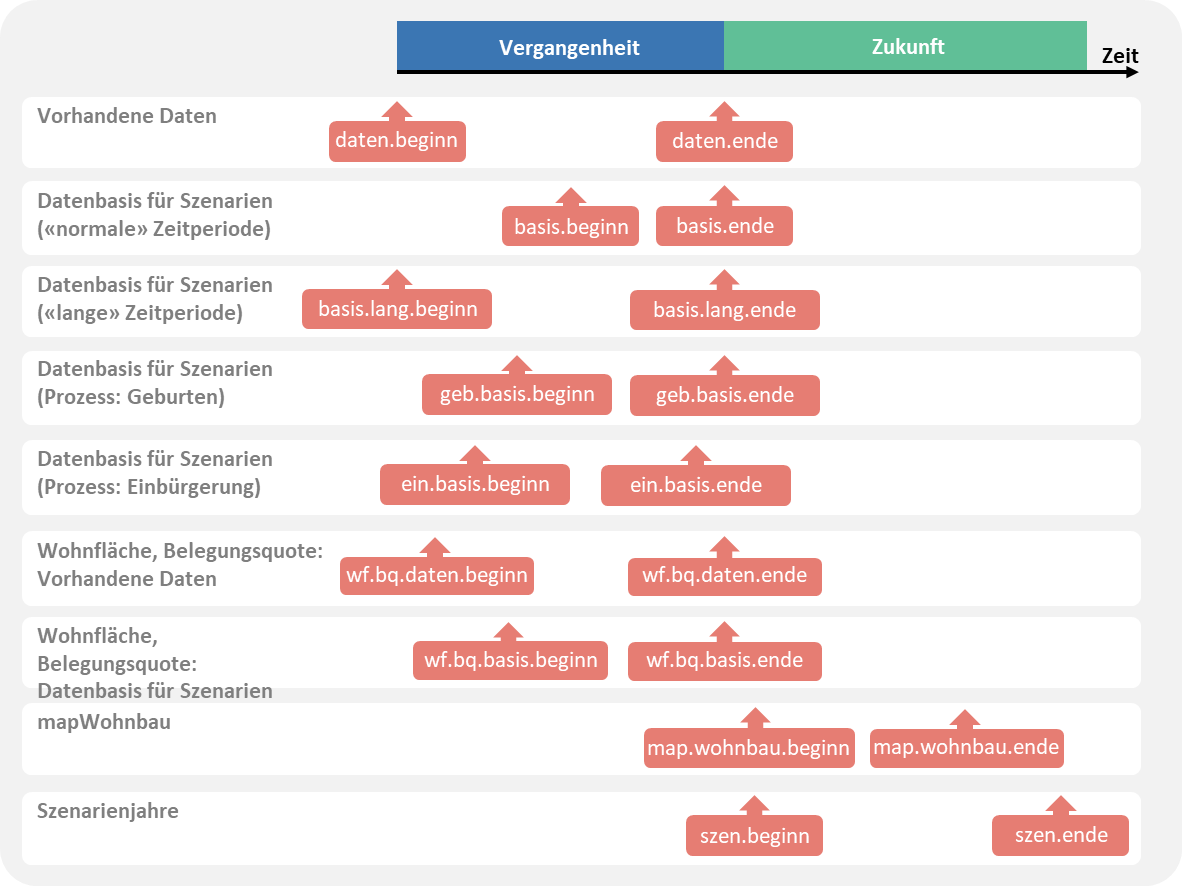 Vergangenheit
Zukunft
Zeit
Vorhandene Daten
daten.beginn
daten.ende
Datenbasis für Szenarien
(«normale» Zeitperiode)
basis.beginn
basis.ende
Datenbasis für Szenarien
(«lange» Zeitperiode)
basis.lang.beginn
basis.lang.ende
Datenbasis für Szenarien
(Prozess: Geburten)
geb.basis.beginn
geb.basis.ende
Datenbasis für Szenarien
(Prozess: Einbürgerung)
ein.basis.beginn
ein.basis.ende
Wohnfläche, Belegungsquote:
Vorhandene Daten
wf.bq.daten.beginn
wf.bq.daten.ende
Wohnfläche,
Belegungsquote:
Datenbasis für Szenarien
wf.bq.basis.beginn
wf.bq.basis.ende
mapWohnbau
map.wohnbau.beginn
map.wohnbau.ende
Szenarienjahre
szen.beginn
szen.ende